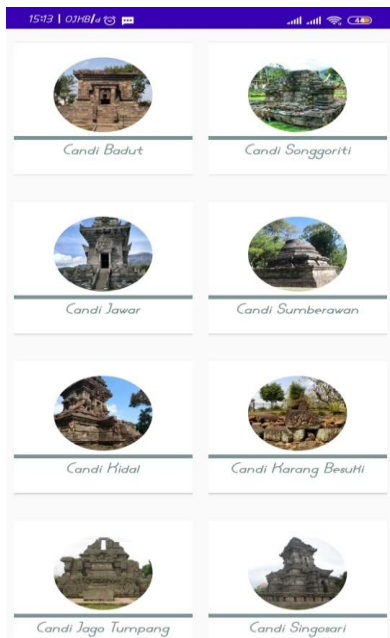 15:13 | 0.1KB/d
Candi Badut
Candi Songgoriti
Candi Jawar
Candi Sumberawan
Candi Kidal
Candi Karang Besuki
Candi Jago Tumpang
Candi Singosari